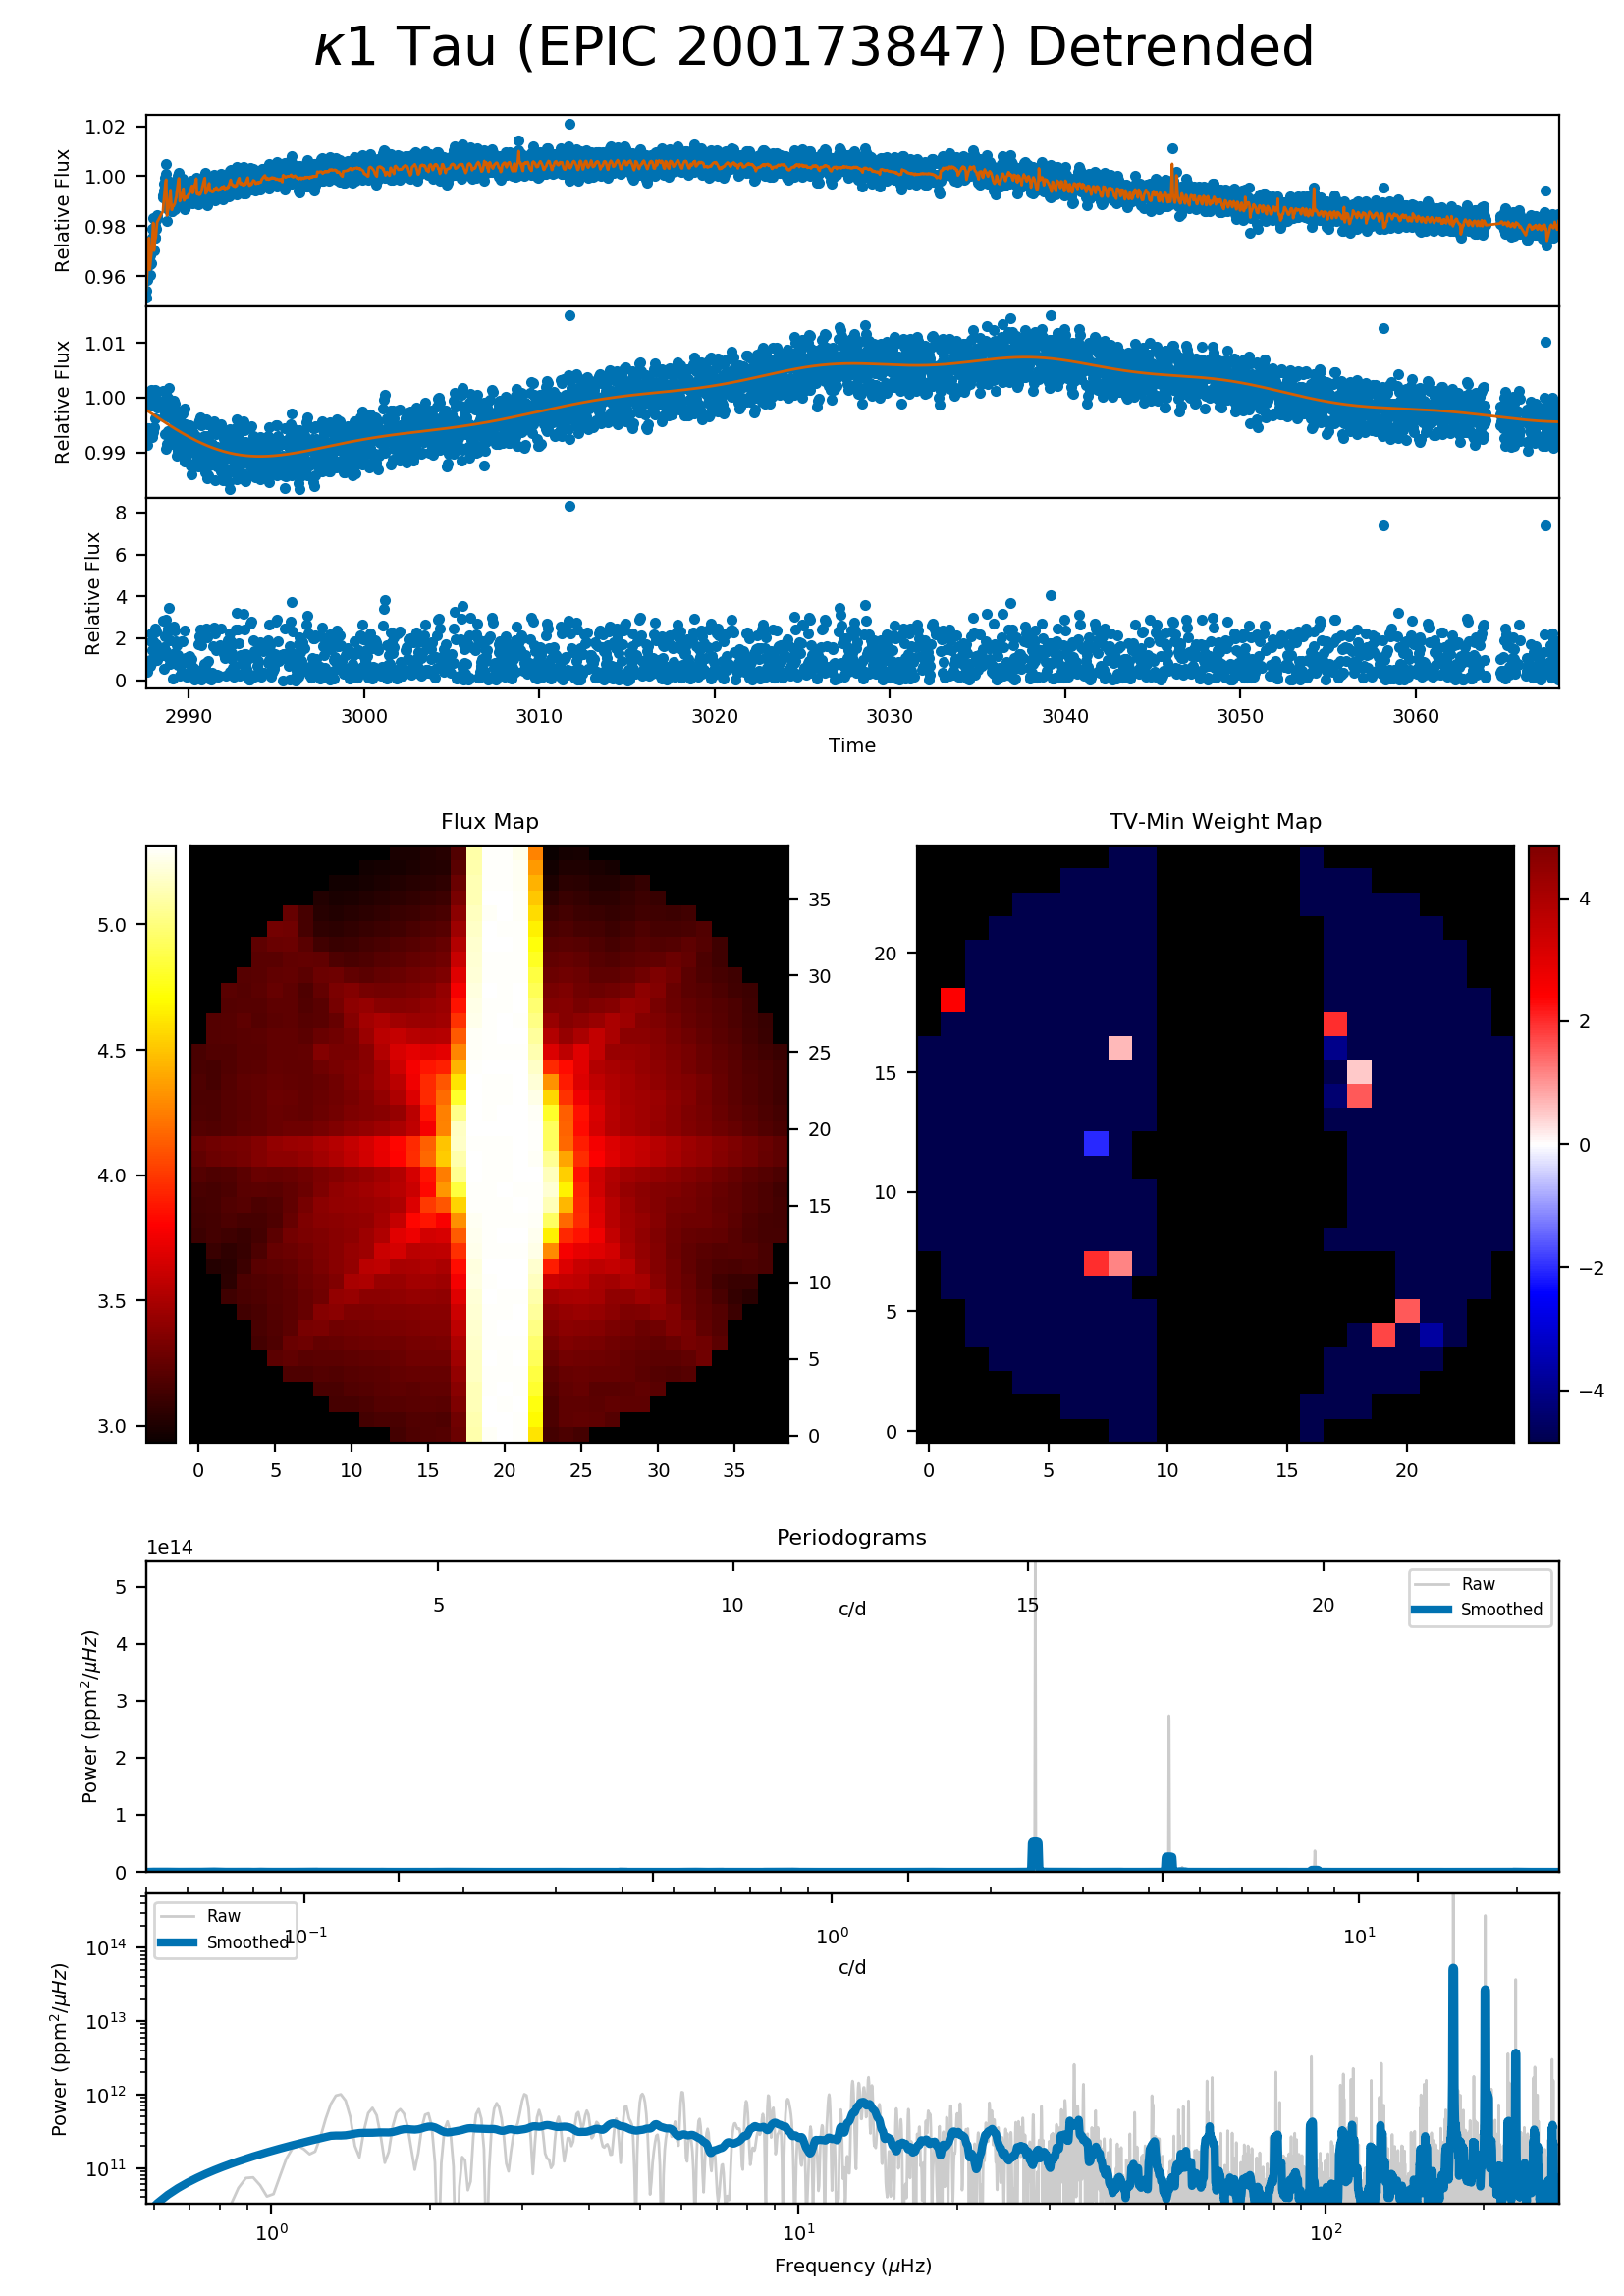 κ1 Tau (EPIC 200173847) Detrended
1.02
1.00
0.98
0.96
Relative Flux
1.01
1.00
0.99
Relative Flux
8
6
4
2
0
Relative Flux
2990 3000 3010 3020 3030 3040 3050 3060
Time
Flux Map
5.0
4.5
4.0
3.5
3.0
35
30
25
20
15
10
5
0
0 5 10 15 20 25 30 35
TV-Min Weight Map
20
15
10
5
0
4
2
0
−2
−4
0 5 10 15 20
Periodograms
1e14
5
4
3
2
1
0
Power (ppm²/μHz)
5 10 15 20
c/d
Raw
Smoothed
Raw
Smoothed
10⁻¹ 10⁰ 10¹
c/d
10¹⁴
10¹³
10¹²
10¹¹
Power (ppm²/μHz)
10⁰ 10¹ 10²
Frequency (μHz)